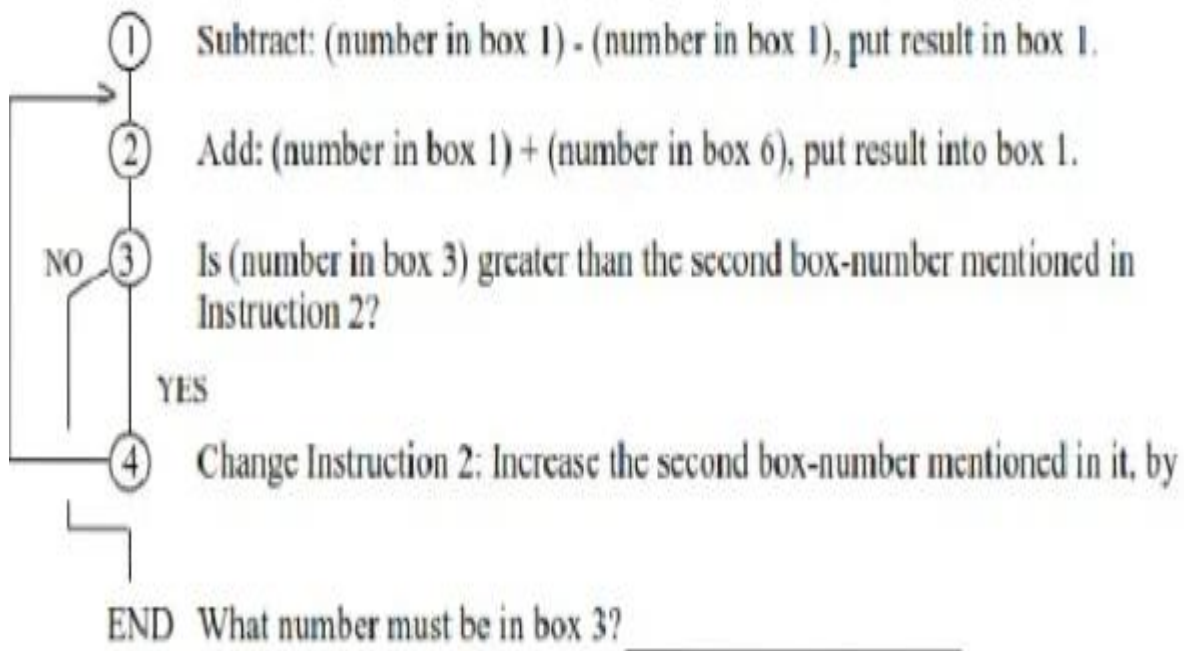 1 Subtract: (number in box 1) - (number in box 1), put result in box 1.
2 Add: (number in box 1) + (number in box 6), put result into box 1.
NO 3 Is (number in box 3) greater than the second box-number mentioned in
Instruction 2?
YES
4 Change Instruction 2: Increase the second box-number mentioned in it, by
END What number must be in box 3?